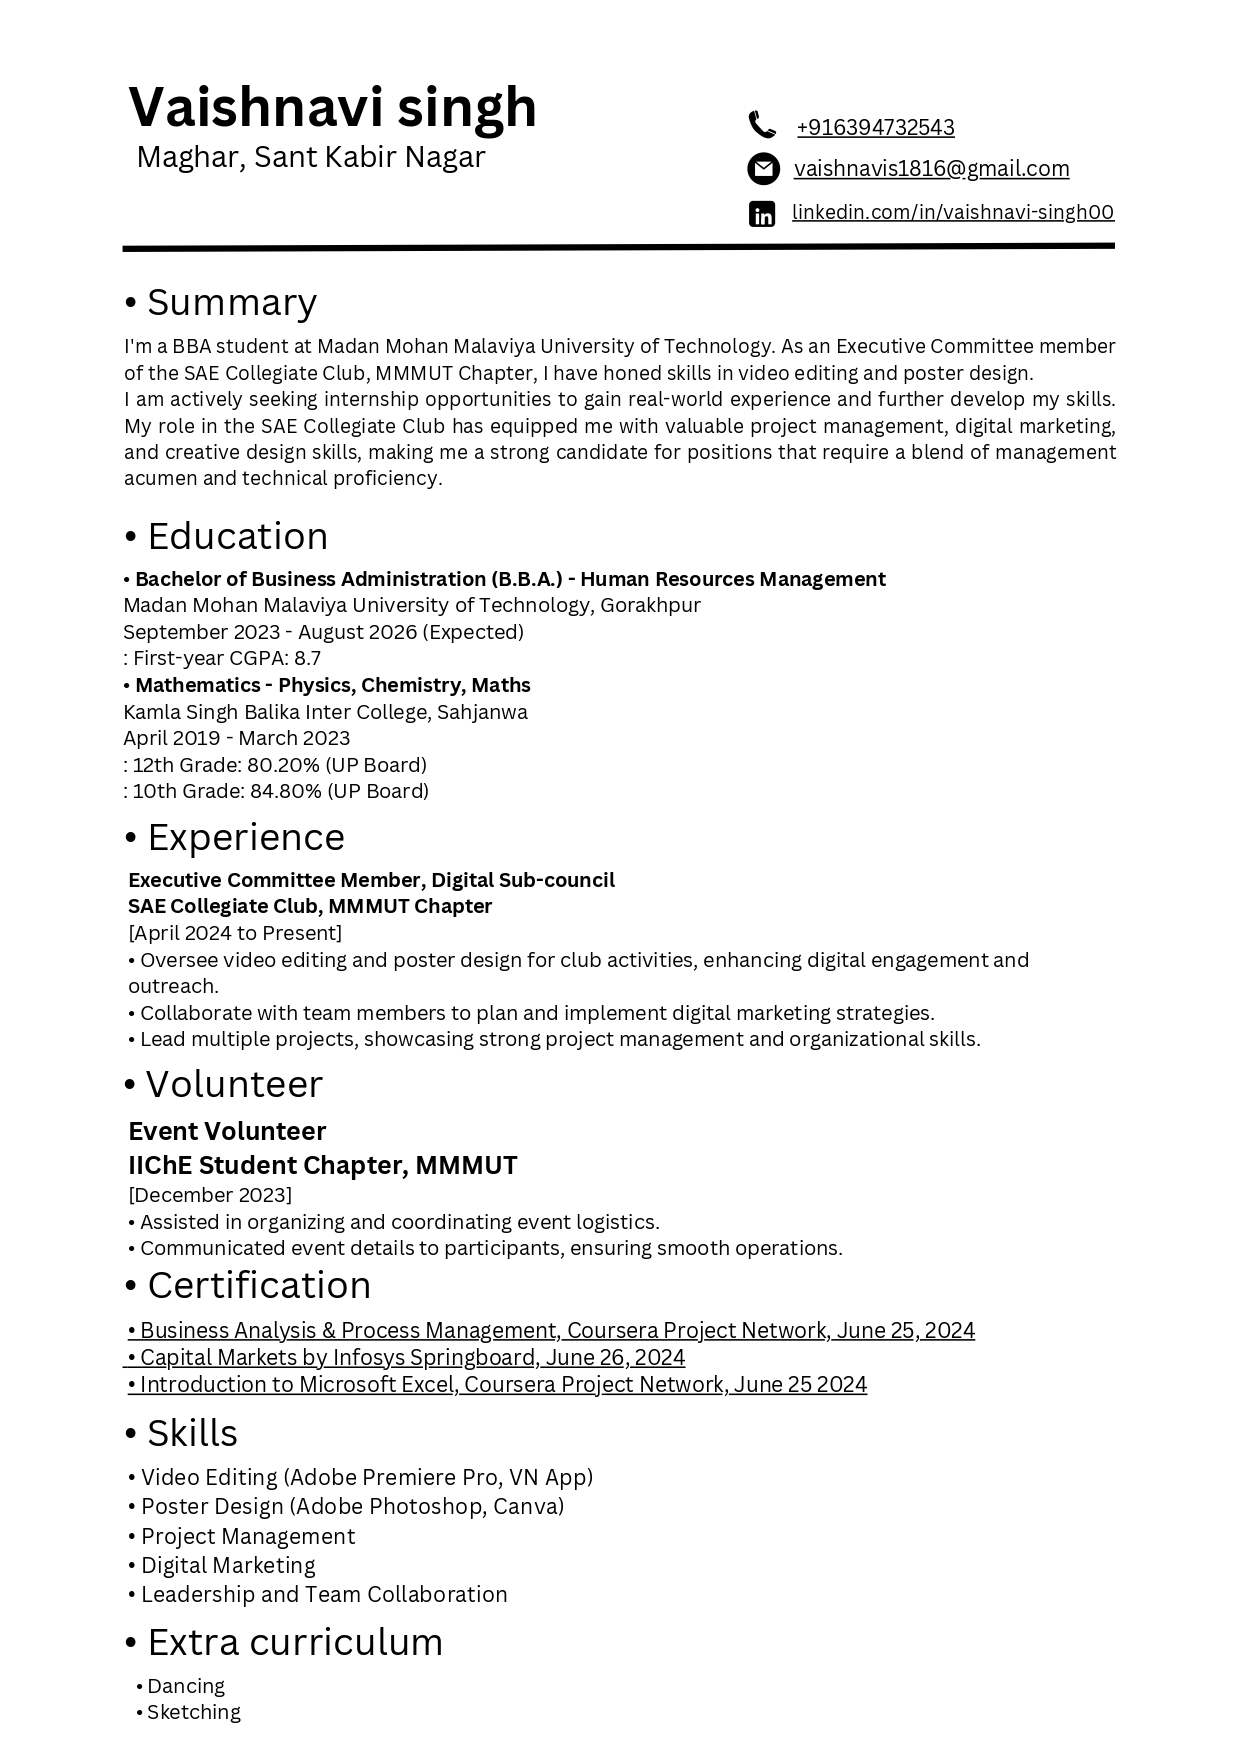 Vaishnavi singh
Maghar, Sant Kabir Nagar
+916394732543
vaishnavis1816@gmail.com
linkedin.com/in/vaishnavi-singh00
• Summary
I'm a BBA student at Madan Mohan Malaviya University of Technology. As an Executive Committee member
of the SAE Collegiate Club, MMMUT Chapter, I have honed skills in video editing and poster design.
I am actively seeking internship opportunities to gain real-world experience and further develop my skills.
My role in the SAE Collegiate Club has equipped me with valuable project management, digital marketing,
and creative design skills, making me a strong candidate for positions that require a blend of management
acumen and technical proficiency.
• Education
• Bachelor of Business Administration (B.B.A.) - Human Resources Management
Madan Mohan Malaviya University of Technology, Gorakhpur
September 2023 - August 2026 (Expected)
: First-year CGPA: 8.7
• Mathematics - Physics, Chemistry, Maths
Kamla Singh Balika Inter College, Sahjanwa
April 2019 - March 2023
: 12th Grade: 80.20% (UP Board)
: 10th Grade: 84.80% (UP Board)
• Experience
Executive Committee Member, Digital Sub-council
SAE Collegiate Club, MMMUT Chapter
[April 2024 to Present]
• Oversee video editing and poster design for club activities, enhancing digital engagement and
outreach.
• Collaborate with team members to plan and implement digital marketing strategies.
• Lead multiple projects, showcasing strong project management and organizational skills.
• Volunteer
Event Volunteer
IIChE Student Chapter, MMMUT
[December 2023]
• Assisted in organizing and coordinating event logistics.
• Communicated event details to participants, ensuring smooth operations.
• Certification
• Business Analysis & Process Management, Coursera Project Network, June 25, 2024
• Capital Markets by Infosys Springboard, June 26, 2024
• Introduction to Microsoft Excel, Coursera Project Network, June 25 2024
• Skills
• Video Editing (Adobe Premiere Pro, VN App)
• Poster Design (Adobe Photoshop, Canva)
• Project Management
• Digital Marketing
• Leadership and Team Collaboration
• Extra curriculum
• Dancing
• Sketching